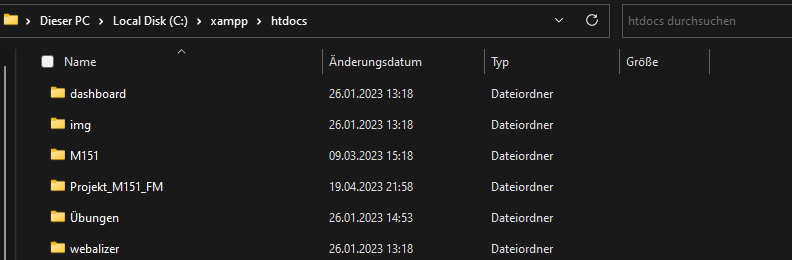 Dieser PC Local Disk (C:) xampp htdocs htdocs durchsuchen
Name Änderungsdatum Typ Größe
dashboard 26.01.2023 13:18 Dateiordner
img 26.01.2023 13:18 Dateiordner
M151 09.03.2023 15:18 Dateiordner
Projekt_M151_FM 19.04.2023 21:58 Dateiordner
Übungen 26.01.2023 14:53 Dateiordner
webalizer 26.01.2023 13:18 Dateiordner